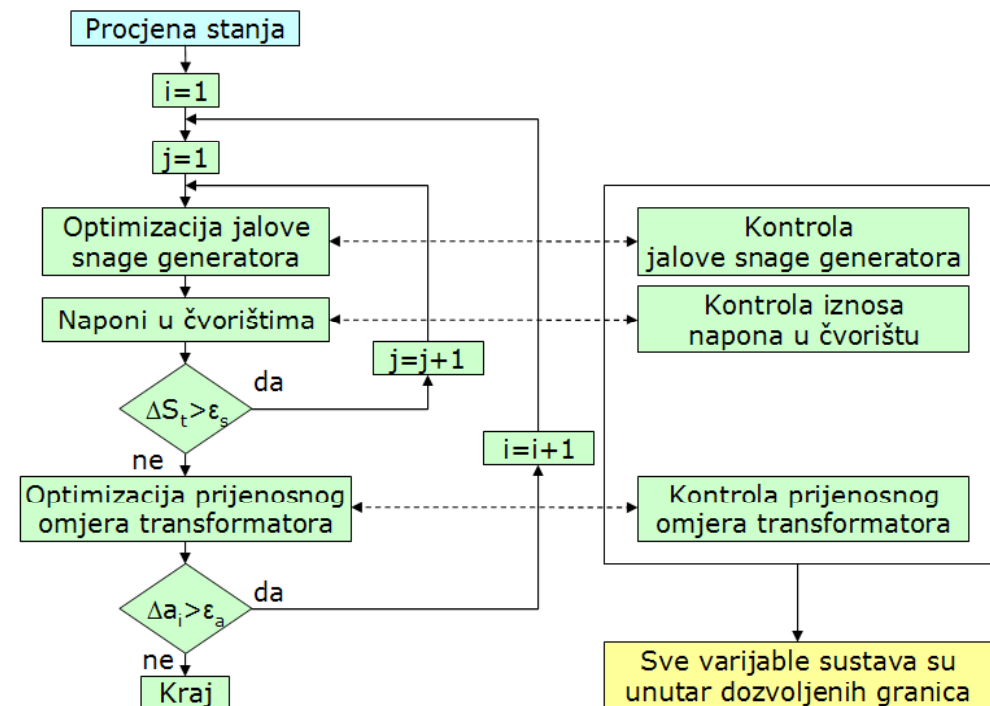 Procjena stanja
i=1
j=1
Optimizacija jalove
snage generatora
Naponi u čvorištima
j=j+1
da
ΔSₜ>εₛ
ne
i=i+1
Optimizacija prijenosnog
omjera transformatora
da
Δaᵢ>εₐ
ne
Kraj
Kontrola
jalove snage generatora
Kontrola iznosa
napona u čvorištu
Kontrola prijenosnog
omjera transformatora
Sve varijable sustava su
unutar dozvoljenih granica